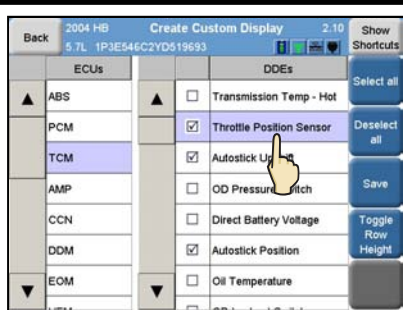 Back
2004 HB
Create Custom Display
2.10
5.7L 1P3E546C2YD519693
Show
Shortcuts
ECUs
DDEs
ABS
Transmission Temp - Hot
PCM
Throttle Position Sensor
TCM
Autostick
AMP
OD Pressure
CCN
Direct Battery Voltage
DDM
Autostick Position
EOM
Oil Temperature
Select all
Deselect
all
Save
Toggle
Row
Height